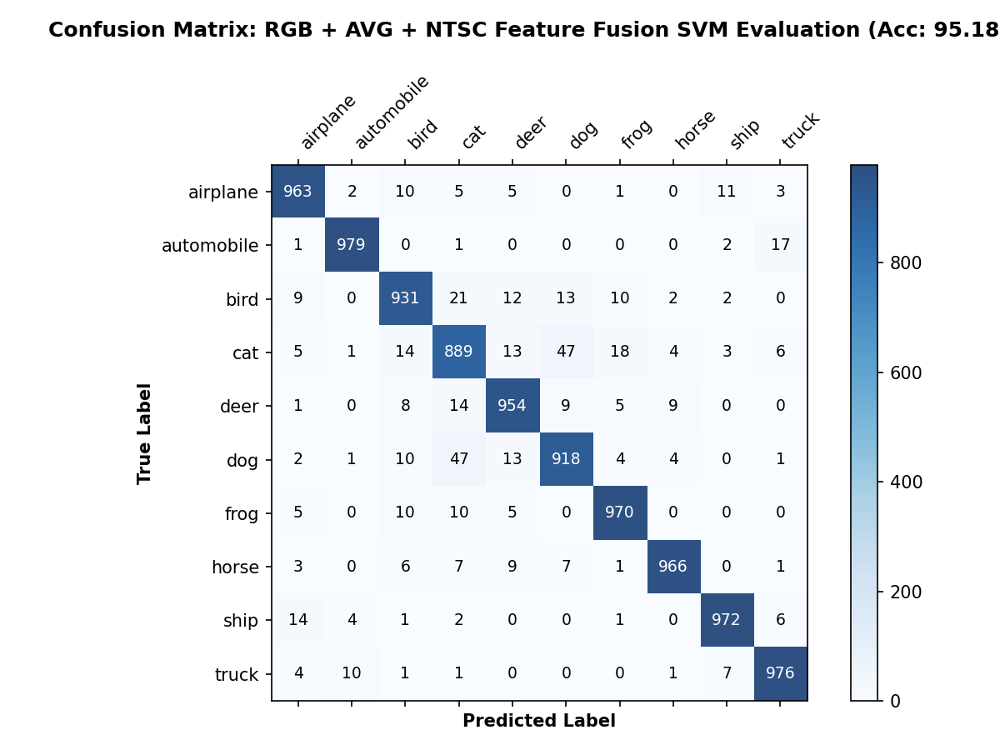 Confusion Matrix: RGB + AVG + NTSC Feature Fusion SVM Evaluation (Acc: 95.18
airplane automobile bird cat deer dog frog horse ship truck
airplane 963 2 10 5 5 0 1 0 11 3
automobile 1 979 0 1 0 0 0 0 2 17
bird 9 0 931 21 12 13 10 2 2 0
cat 5 1 14 889 13 47 18 4 3 6
deer 1 0 8 14 954 9 5 9 0 0
dog 2 1 10 47 13 918 4 4 0 1
frog 5 0 10 10 5 0 970 0 0 0
horse 3 0 6 7 9 7 1 966 0 1
ship 14 4 1 2 0 0 1 0 972 6
truck 4 10 1 1 0 0 0 1 7 976
True Label
Predicted Label
800
600
400
200
0